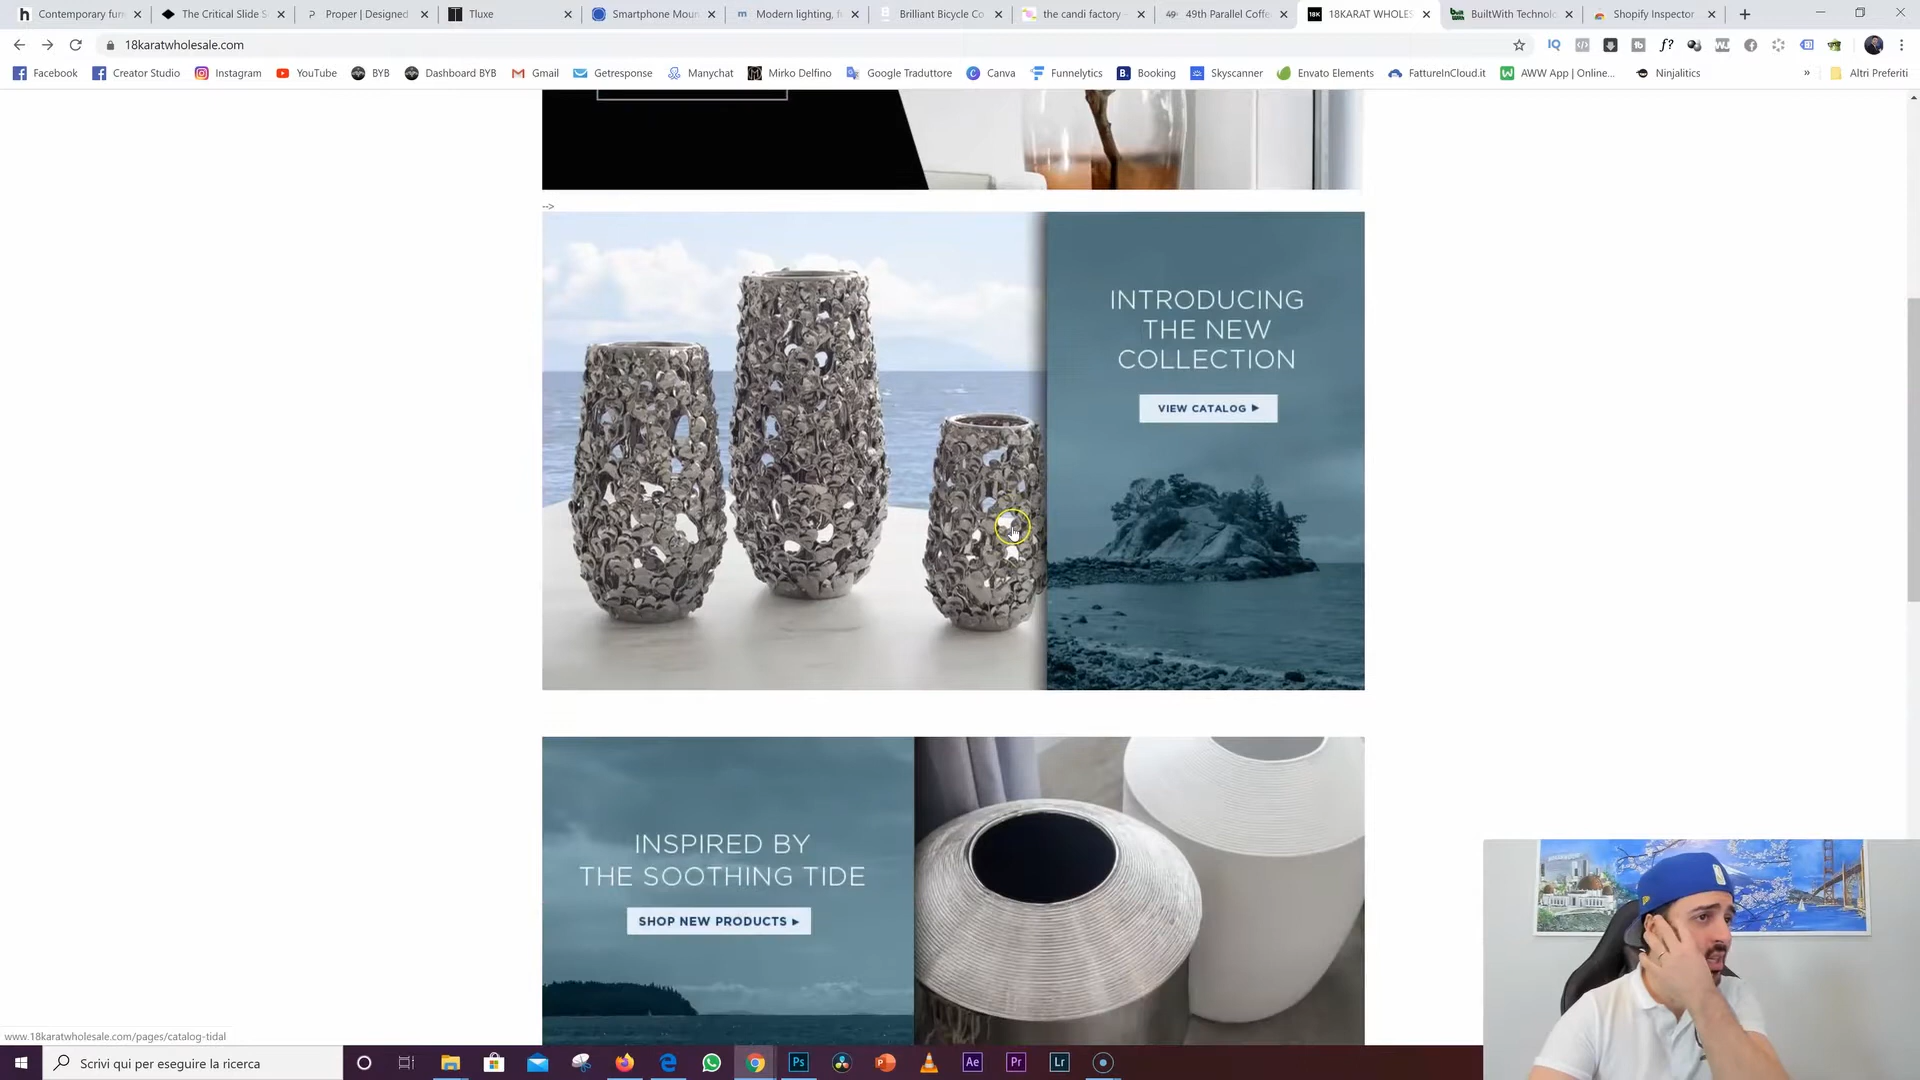 Contemporary furn
The Critical Slide S
Proper | Designed
Tluxe
Smartphone Moun
Modern lighting, f
Brilliant Bicycle Co
the candi factory -
49th Parallel Coffe
18KARAT WHOLES
BuiltWith Technolo
Shopify Inspector
18karatwholesale.com
Facebook
Creator Studio
Instagram
YouTube
BYB
Dashboard BYB
Gmail
Getresponse
Manychat
Mirko Delfino
Google Traduttore
Canva
Funnelytics
Booking
Skyscanner
Envato Elements
FattureInCloud.it
AWW App | Online...
Ninjalitics
»
Altri Preferiti
-->
INTRODUCING
THE NEW
COLLECTION
VIEW CATALOG ▶
INSPIRED BY
THE SOOTHING TIDE
SHOP NEW PRODUCTS ▶
www.18karatwholesale.com/pages/catalog-tidal
Scrivi qui per eseguire la ricerca
Ps
Ae
Pr
Lr